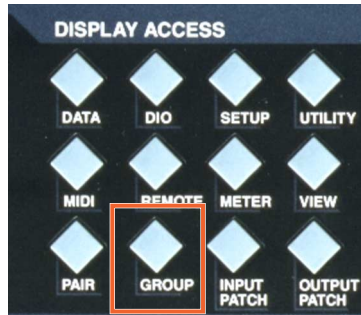 DISPLAY ACCESS
DATA DIO SETUP UTILITY
MIDI REMOTE METER VIEW
PAIR GROUP INPUT PATCH OUTPUT PATCH